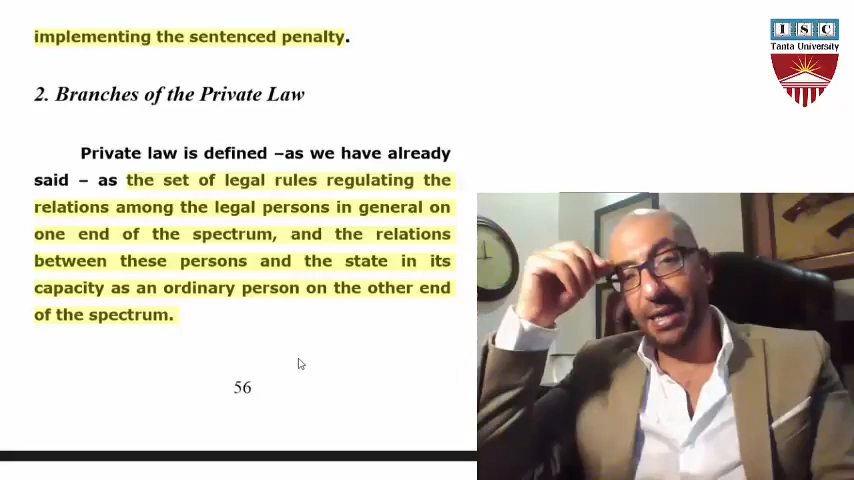 implementing the sentenced penalty.
2. Branches of the Private Law
Private law is defined –as we have already
said – as the set of legal rules regulating the
relations among the legal persons in general on
one end of the spectrum, and the relations
between these persons and the state in its
capacity as an ordinary person on the other end
of the spectrum.
56
I S C
Tanta University